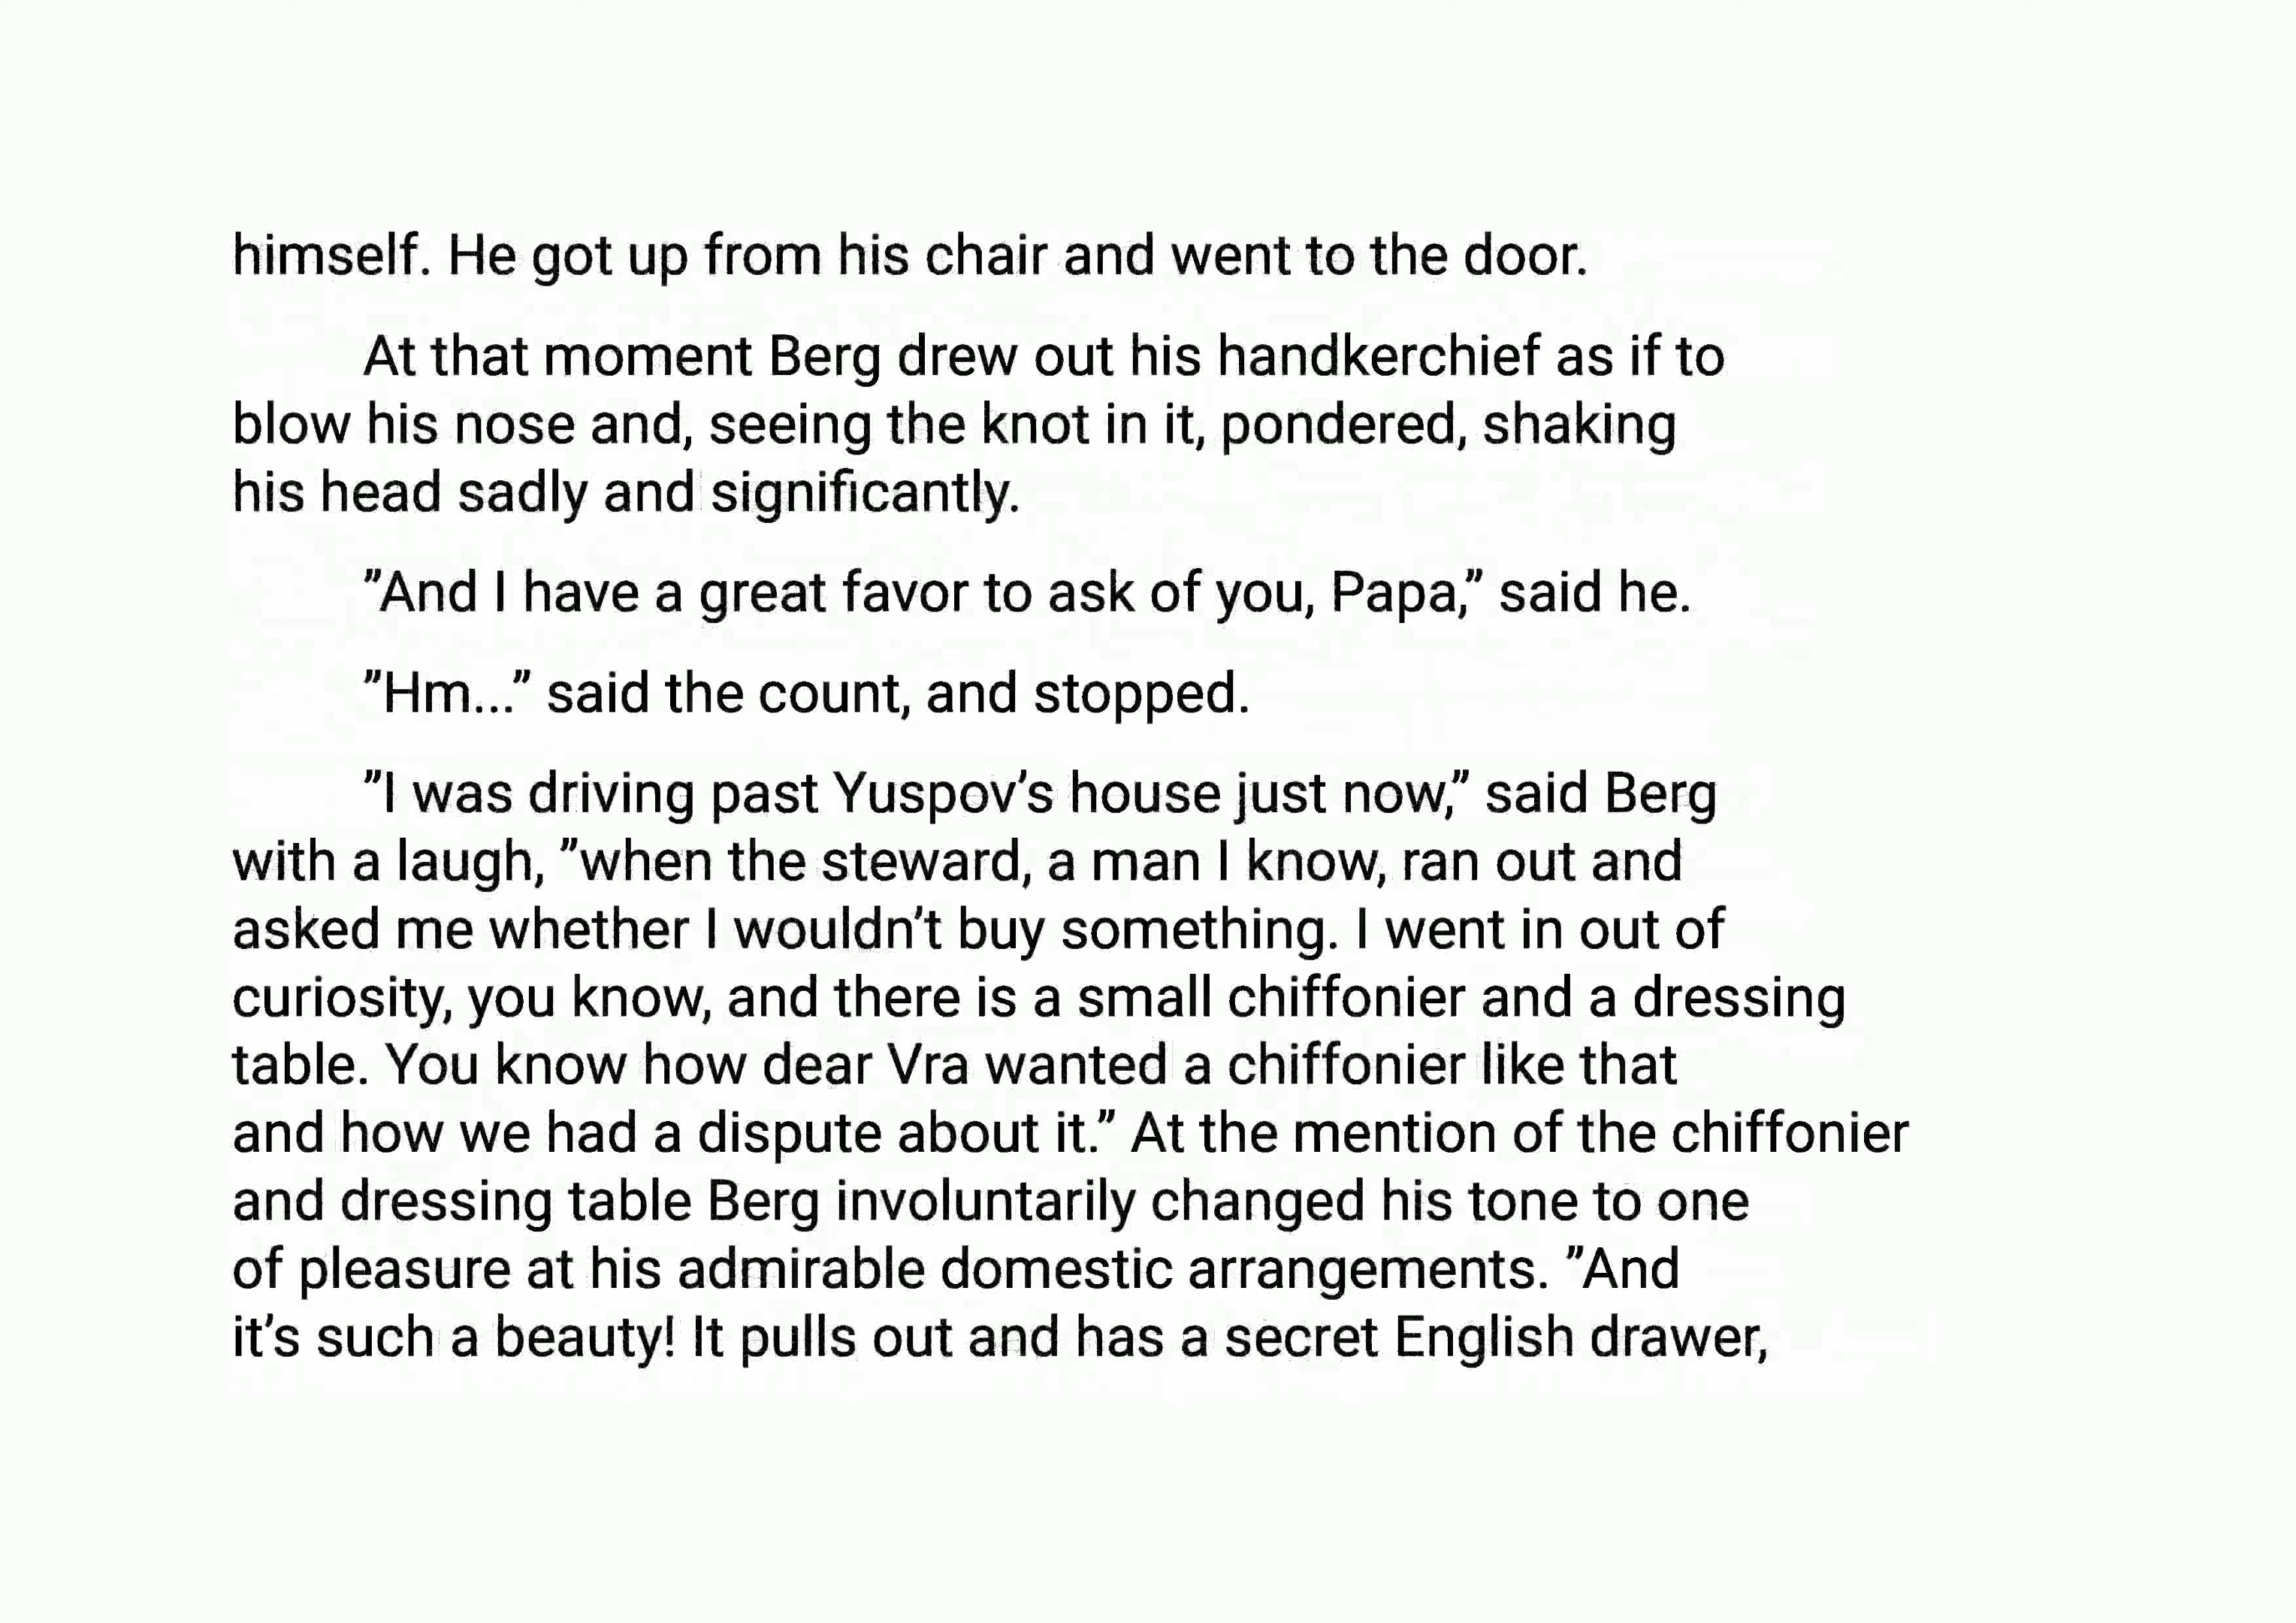 himself. He got up from his chair and went to the door.
At that moment Berg drew out his handkerchief as if to
blow his nose and, seeing the knot in it, pondered, shaking
his head sadly and significantly.
”And I have a great favor to ask of you, Papa,” said he.
”Hm...” said the count, and stopped.
”I was driving past Yuspov’s house just now,” said Berg
with a laugh, ”when the steward, a man I know, ran out and
asked me whether I wouldn’t buy something. I went in out of
curiosity, you know, and there is a small chiffonier and a dressing
table. You know how dear Vra wanted a chiffonier like that
and how we had a dispute about it.” At the mention of the chiffonier
and dressing table Berg involuntarily changed his tone to one
of pleasure at his admirable domestic arrangements. ”And
it’s such a beauty! It pulls out and has a secret English drawer,